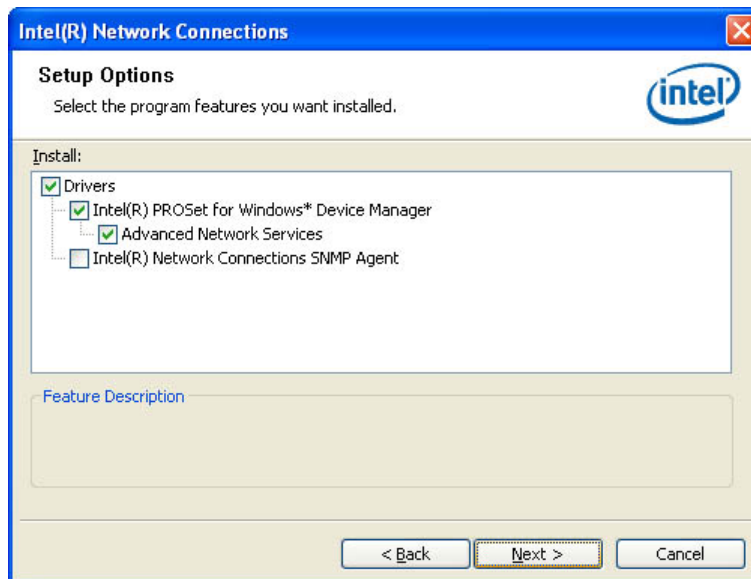 Intel(R) Network Connections
Setup Options
Select the program features you want installed.
intel
Install:
Drivers
Intel(R) PROSet for Windows* Device Manager
Advanced Network Services
Intel(R) Network Connections SNMP Agent
Feature Description
< Back
Next >
Cancel